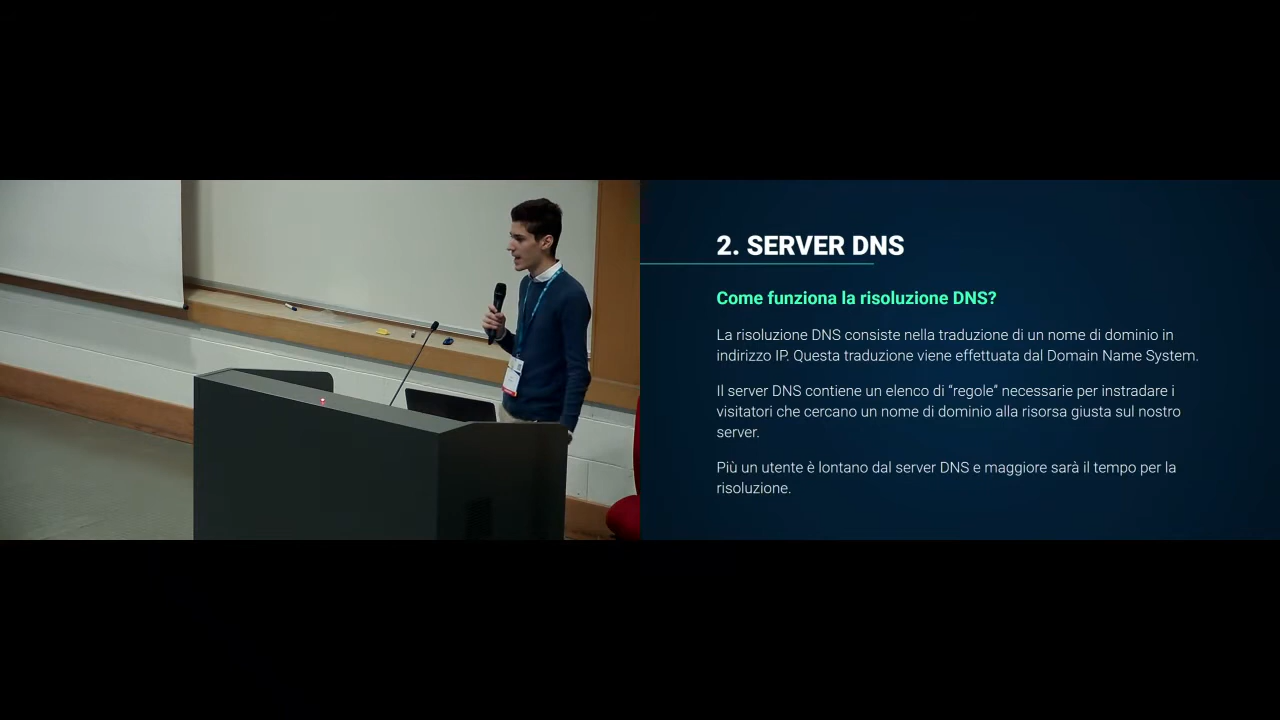 2. SERVER DNS
Come funziona la risoluzione DNS?
La risoluzione DNS consiste nella traduzione di un nome di dominio in
indirizzo IP. Questa traduzione viene effettuata dal Domain Name System.
Il server DNS contiene un elenco di “regole” necessarie per instradare i
visitatori che cercano un nome di dominio alla risorsa giusta sul nostro
server.
Più un utente è lontano dal server DNS e maggiore sarà il tempo per la
risoluzione.